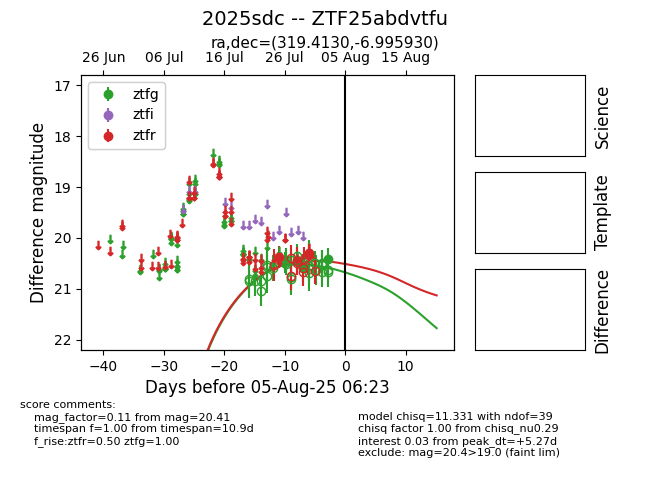 2025sdc -- ZTF25abdvtfu
ra,dec=(319.4130,-6.995930)
26 Jun 06 Jul 16 Jul 26 Jul 05 Aug 15 Aug
ztfg
ztfi
ztfr
17
18
19
20
21
22
Difference magnitude
−40 −30 −20 −10 0 10
Days before 05-Aug-25 06:23
Science
Template
Difference
score comments:
mag_factor=0.11 from mag=20.41
timespan f=1.00 from timespan=10.9d
f_rise:ztfr=0.50 ztfg=1.00
model chisq=11.331 with ndof=39
chisq factor 1.00 from chisq_nu0.29
interest 0.03 from peak_dt=+5.27d
exclude: mag=20.4>19.0 (faint lim)